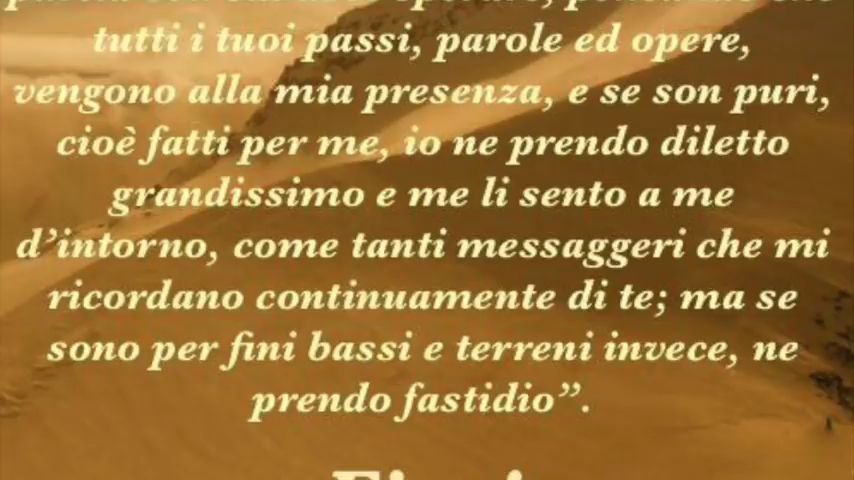 tutti i tuoi passi, parole ed opere,
vengono alla mia presenza, e se son puri,
cioè fatti per me, io ne prendo diletto
grandissimo e me li sento a me
d’intorno, come tanti messaggeri che mi
ricordano continuamente di te; ma se
sono per fini bassi e terreni invece, ne
prendo fastidio”.